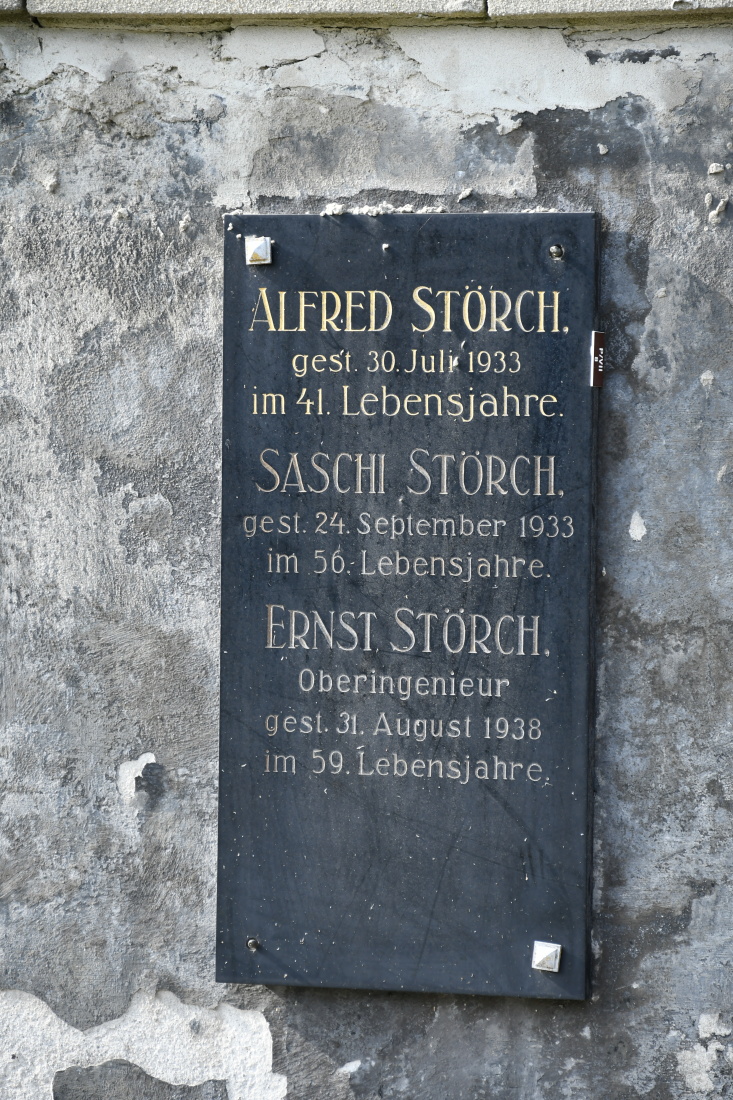 ALFRED STÖRCH.
gest. 30. Juli 1933
im 41. Lebensjahre.
SASCHI STÖRCH.
gest. 24. September 1933
im 56. Lebensjahre.
ERNST STÖRCH.
Oberingenieur
gest. 31. August 1938
im 59. Lebensjahre.